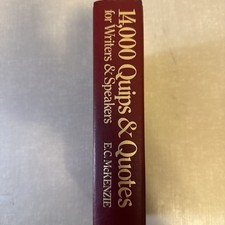 14,000 Quips & Quotes
for Writers & Speakers
E.C. McKENZIE